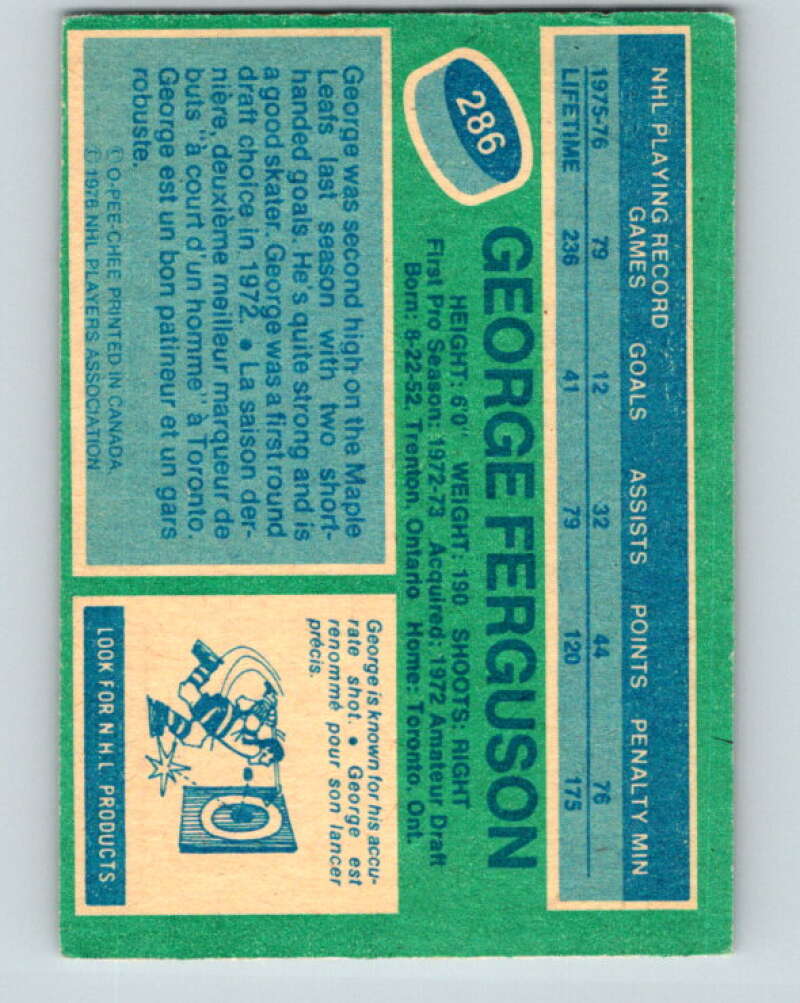 NHL PLAYING RECORD
GAMES GOALS ASSISTS POINTS PENALTY MIN
1975-76 79 12 32 44 76
LIFETIME 236 41 79 120 175
286
GEORGE FERGUSON
HEIGHT: 6'0" WEIGHT: 190 SHOOTS: RIGHT
First Pro Season: 1972-73 Acquired: 1972 Amateur Draft
Born: 8-22-52, Trenton, Ontario Home: Toronto, Ont.
George was second high on the Maple
Leafs last season with two short-
handed goals. He's quite strong and is
a good skater. George was a first round
draft choice in 1972. • La saison der-
nière, deuxième meilleur marqueur de
buts "à court d'un homme" à Toronto.
George est un bon patineur et un gars
robuste.
© O-PEE-CHEE PRINTED IN CANADA
© 1976 NHL PLAYERS ASSOCIATION
George is known for his accu-
rate shot. • George est
renommé pour son lancer
précis.
LOOK FOR NHL PRODUCTS